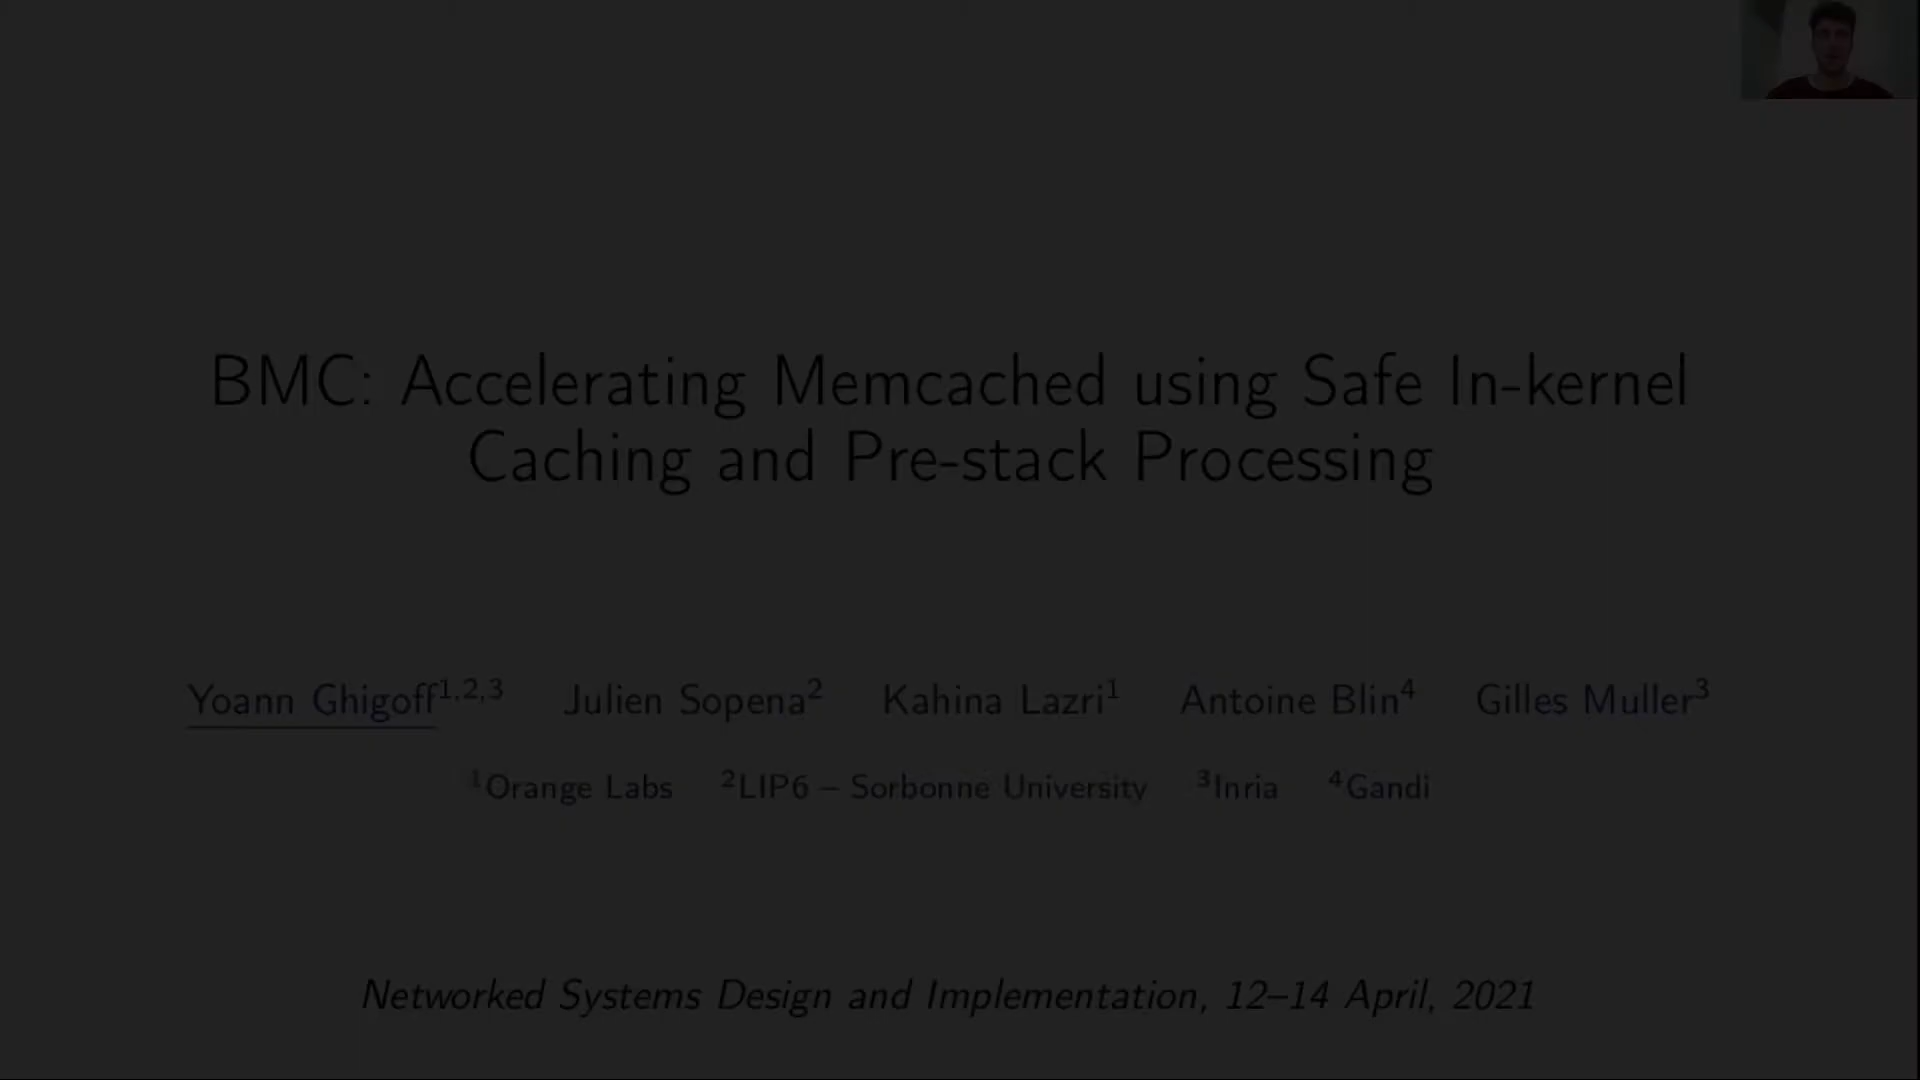 BMC: Accelerating Memcached using Safe In-kernel
Caching and Pre-stack Processing
Yoann Ghigoff1,2,3 Julien Sopena2 Kahina Lazri1 Antoine Blin4 Gilles Muller3
1Orange Labs 2LIP6 – Sorbonne University 3Inria 4Gandi
Networked Systems Design and Implementation, 12–14 April, 2021